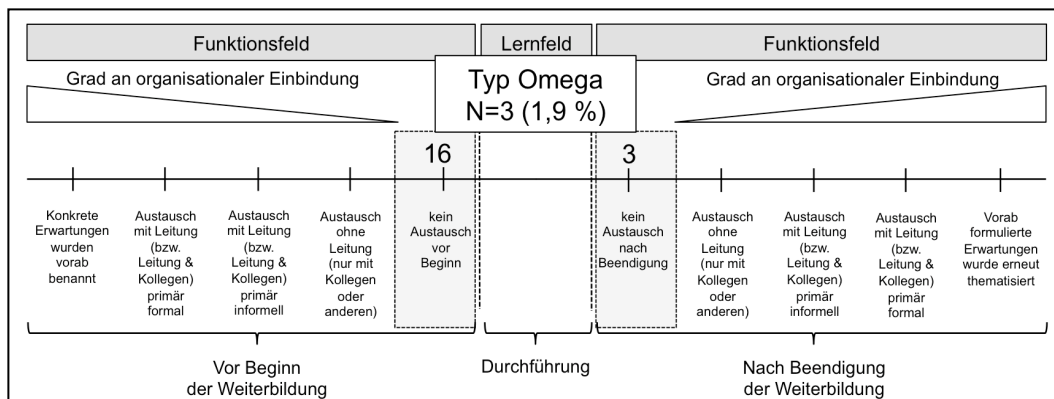 Funktionsfeld
Lernfeld
Funktionsfeld
Grad an organisationaler Einbindung
Typ Omega
N=3 (1,9 %)
Grad an organisationaler Einbindung
16
3
Konkrete
Erwartungen
wurden
vorab
benannt
Austausch
mit Leitung
(bzw.
Leitung &
Kollegen)
primär
formal
Austausch
mit Leitung
(bzw.
Leitung &
Kollegen)
primär
informell
Austausch
ohne
Leitung
(nur mit
Kollegen
oder
anderen)
kein
Austausch
vor
Beginn
kein
Austausch
nach
Beendigung
Austausch
ohne
Leitung
(nur mit
Kollegen
oder
anderen)
Austausch
mit Leitung
(bzw.
Leitung &
Kollegen)
primär
informell
Austausch
mit Leitung
(bzw.
Leitung &
Kollegen)
primär
formal
Vorab
formulierte
Erwartungen
wurde erneut
thematisiert
Vor Beginn
der Weiterbildung
Durchführung
Nach Beendigung
der Weiterbildung